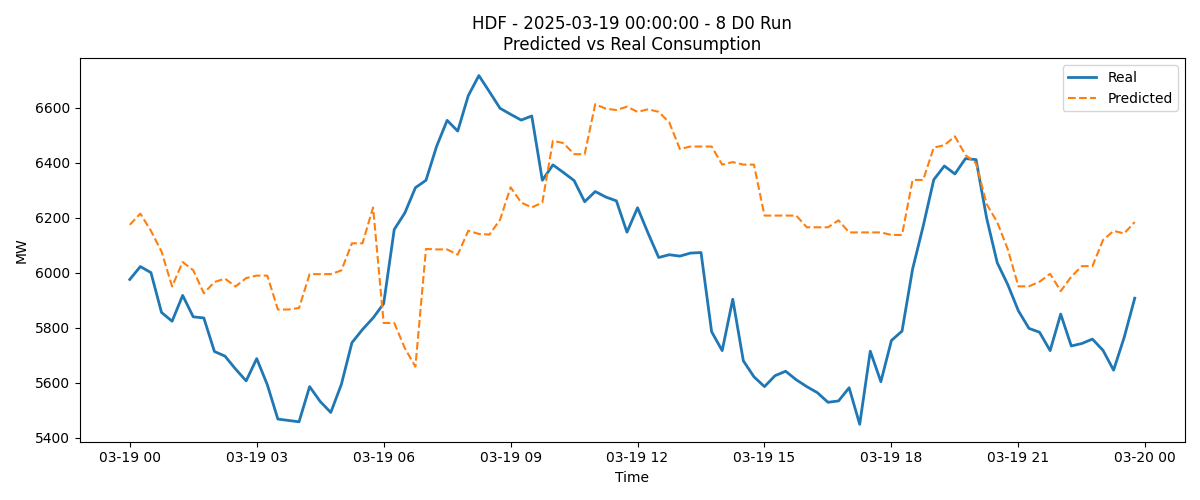 HDF - 2025-03-19 00:00:00 - 8 D0 Run
Predicted vs Real Consumption
Real
Predicted
MW
6600
6400
6200
6000
5800
5600
5400
03-19 00
03-19 03
03-19 06
03-19 09
03-19 12
03-19 15
03-19 18
03-19 21
03-20 00
Time